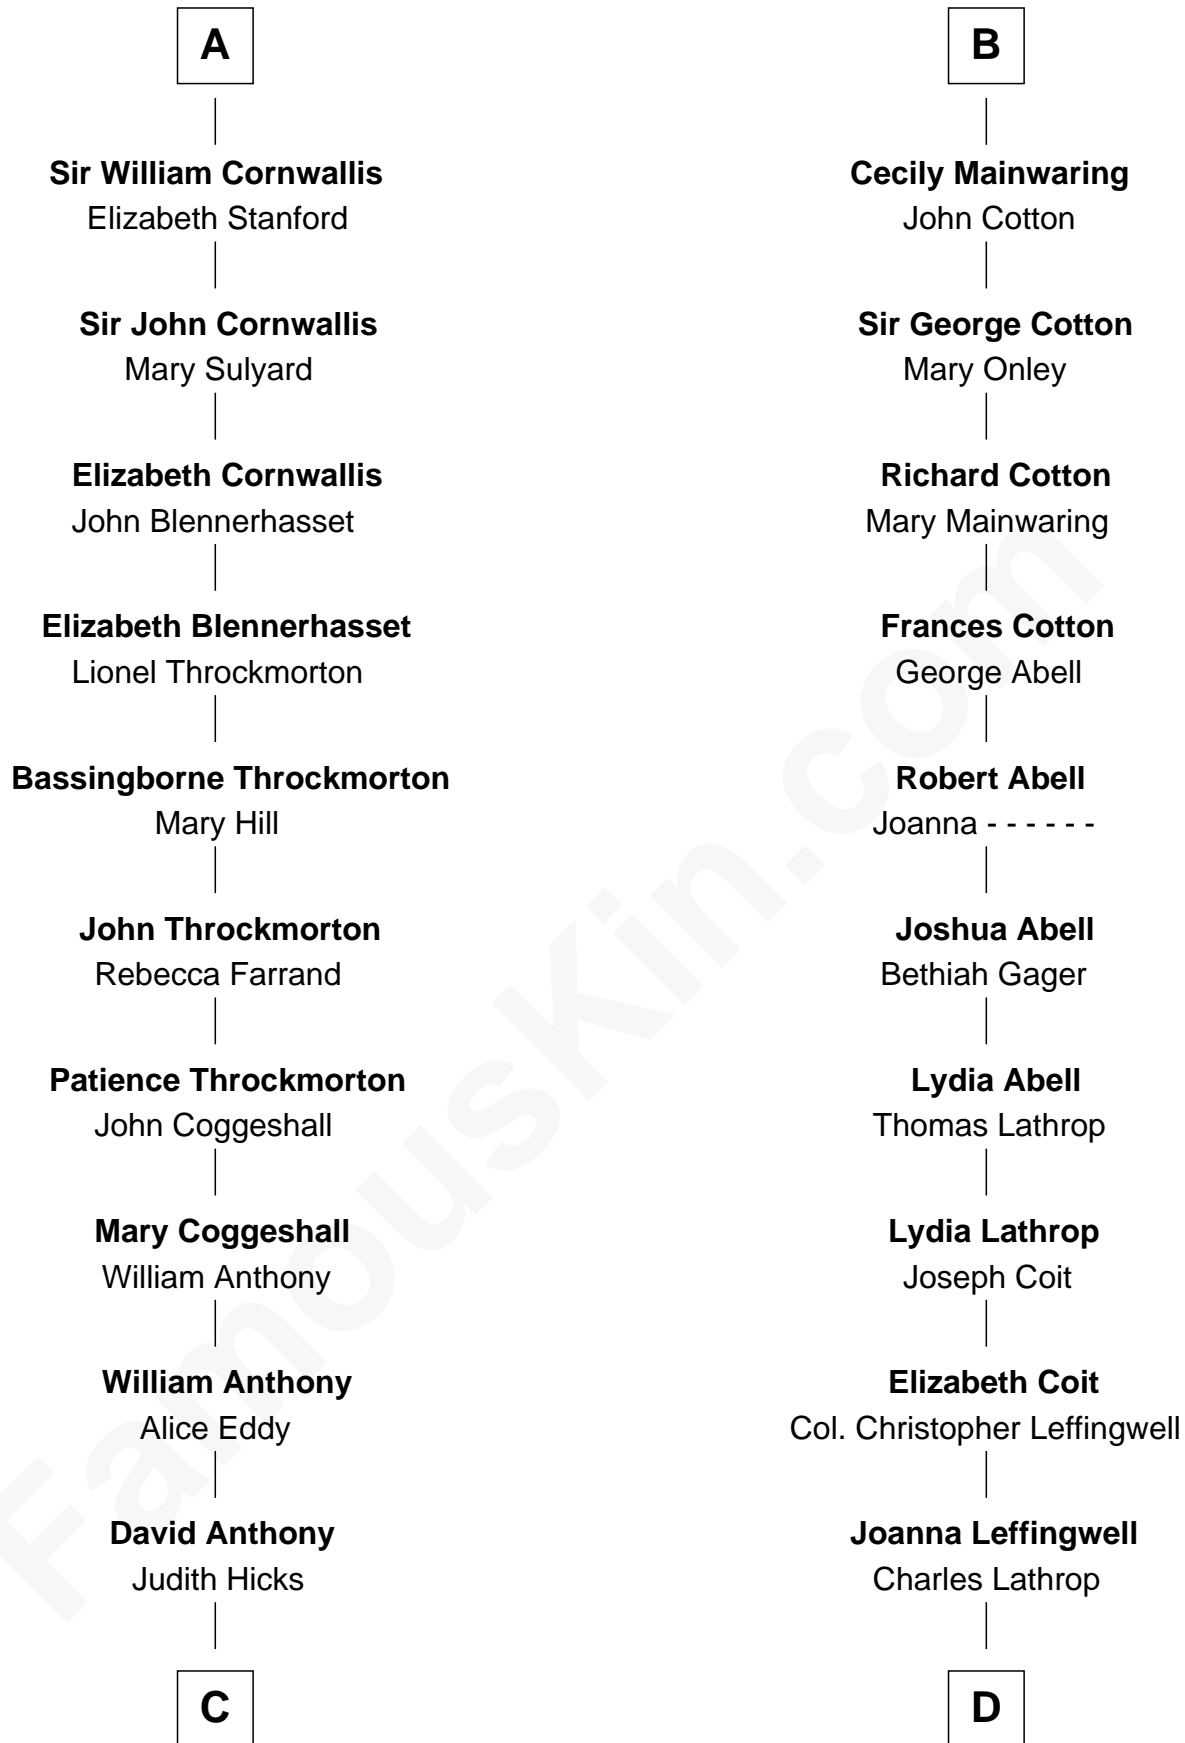 A
Sir William Cornwallis
Elizabeth Stanford
Sir John Cornwallis
Mary Sulyard
Elizabeth Cornwallis
John Blennerhasset
Elizabeth Blennerhasset
Lionel Throckmorton
Bassingborne Throckmorton
Mary Hill
John Throckmorton
Rebecca Farrand
Patience Throckmorton
John Coggeshall
Mary Coggeshall
William Anthony
William Anthony
Alice Eddy
David Anthony
Judith Hicks
C
B
Cecily Mainwaring
John Cotton
Sir George Cotton
Mary Onley
Richard Cotton
Mary Mainwaring
Frances Cotton
George Abell
Robert Abell
Joanna - - - - - -
Joshua Abell
Bethiah Gager
Lydia Abell
Thomas Lathrop
Lydia Lathrop
Joseph Coit
Elizabeth Coit
Col. Christopher Leffingwell
Joanna Leffingwell
Charles Lathrop
D
FamousKin.com